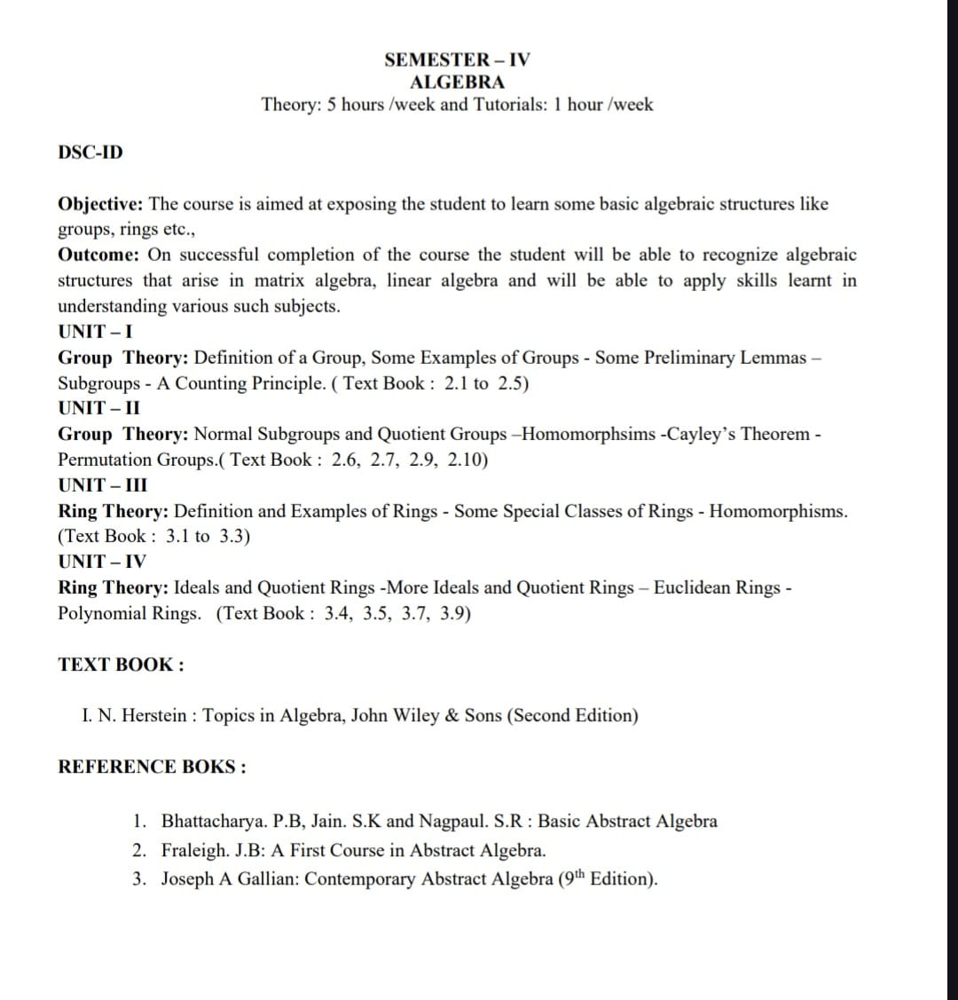 SEMESTER – IV
ALGEBRA
Theory: 5 hours /week and Tutorials: 1 hour /week
DSC-ID
Objective: The course is aimed at exposing the student to learn some basic algebraic structures like
groups, rings etc.,
Outcome: On successful completion of the course the student will be able to recognize algebraic
structures that arise in matrix algebra, linear algebra and will be able to apply skills learnt in
understanding various such subjects.
UNIT – I
Group Theory: Definition of a Group, Some Examples of Groups - Some Preliminary Lemmas –
Subgroups - A Counting Principle. ( Text Book : 2.1 to 2.5)
UNIT – II
Group Theory: Normal Subgroups and Quotient Groups –Homomorphsims -Cayley’s Theorem -
Permutation Groups.( Text Book : 2.6, 2.7, 2.9, 2.10)
UNIT – III
Ring Theory: Definition and Examples of Rings - Some Special Classes of Rings - Homomorphisms.
(Text Book : 3.1 to 3.3)
UNIT – IV
Ring Theory: Ideals and Quotient Rings -More Ideals and Quotient Rings – Euclidean Rings -
Polynomial Rings. (Text Book : 3.4, 3.5, 3.7, 3.9)
TEXT BOOK :
I. N. Herstein : Topics in Algebra, John Wiley & Sons (Second Edition)
REFERENCE BOKS :
1. Bhattacharya. P.B, Jain. S.K and Nagpaul. S.R : Basic Abstract Algebra
2. Fraleigh. J.B: A First Course in Abstract Algebra.
3. Joseph A Gallian: Contemporary Abstract Algebra (9th Edition).